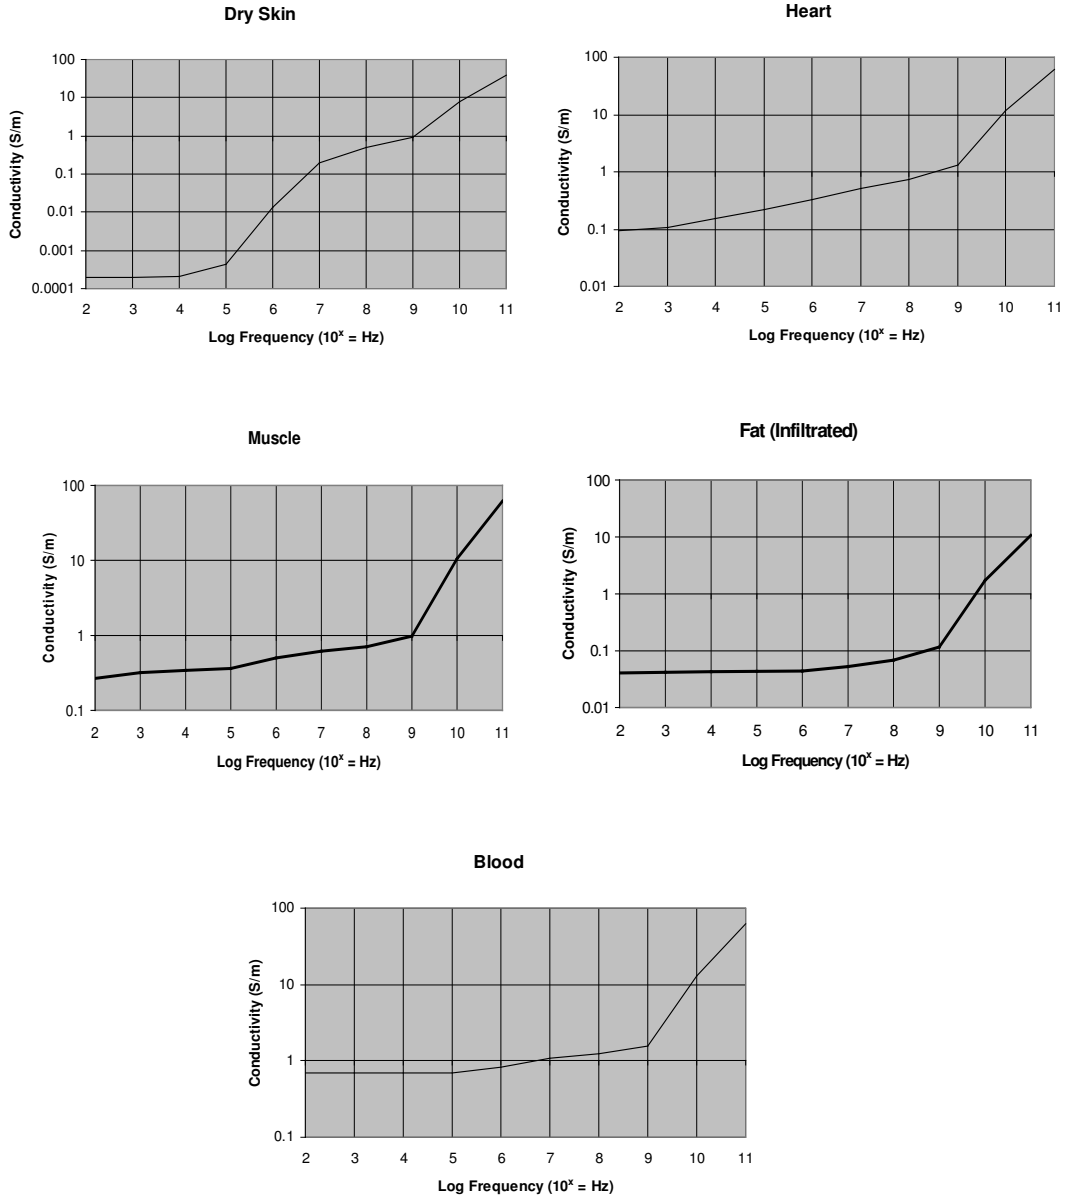 Dry Skin
Conductivity (S/m)
100
10
1
0.1
0.01
0.001
0.0001
2 3 4 5 6 7 8 9 10 11
Log Frequency (10ˣ = Hz)
Heart
Conductivity (S/m)
100
10
1
0.1
0.01
2 3 4 5 6 7 8 9 10 11
Log Frequency (10ˣ = Hz)
Muscle
Conductivity (S/m)
100
10
1
0.1
2 3 4 5 6 7 8 9 10 11
Log Frequency (10ˣ = Hz)
Fat (Infiltrated)
Conductivity (S/m)
100
10
1
0.1
0.01
2 3 4 5 6 7 8 9 10 11
Log Frequency (10ˣ = Hz)
Blood
Conductivity (S/m)
100
10
1
0.1
2 3 4 5 6 7 8 9 10 11
Log Frequency (10ˣ = Hz)